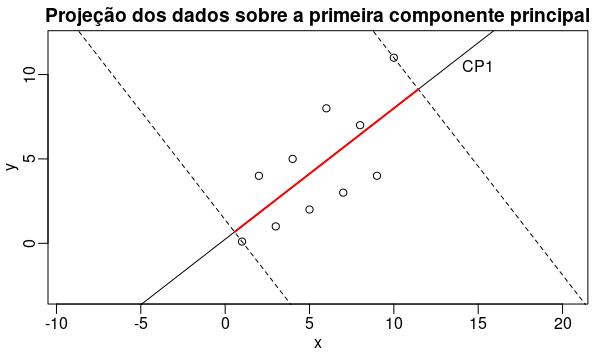 Projeção dos dados sobre a primeira componente principal
CP1
10
5
0
y
-10 -5 0 5 10 15 20
x